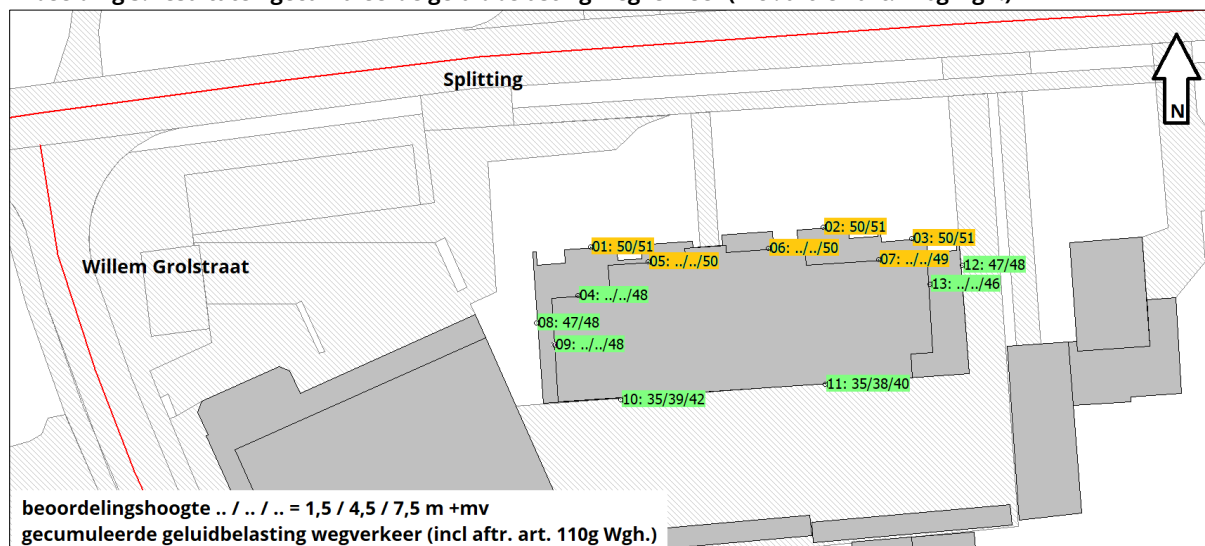 Splitting
N
Willem Grolstraat
02: 50/51
01: 50/51
03: 50/51
06: ../../50
05: ../../50
07: ../../49
12: 47/48
13: ../../46
04: ../../48
08: 47/48
09: ../../48
11: 35/38/40
10: 35/39/42
beoordelingshoogte .. / .. / .. = 1,5 / 4,5 / 7,5 m +mv
gecumuleerde geluidbelasting wegverkeer (incl aftr. art. 110g Wgh.)